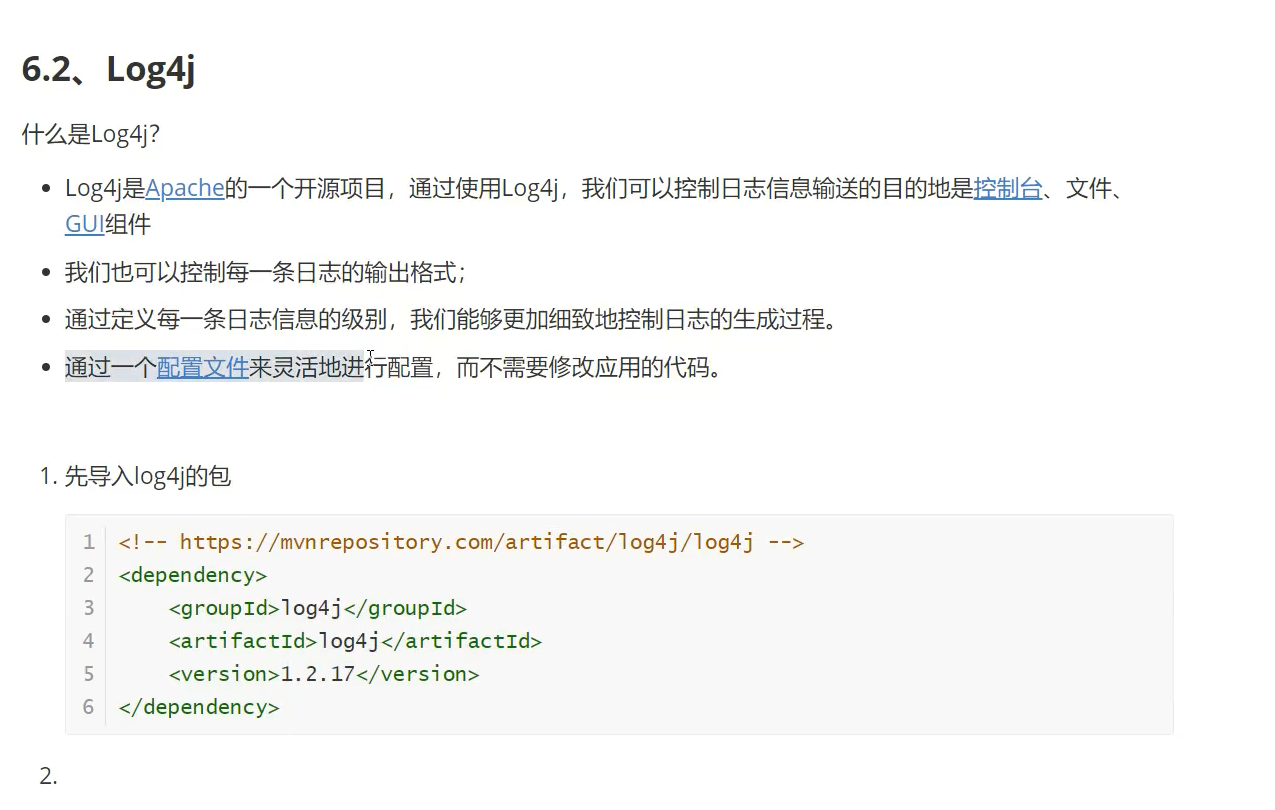 6.2、Log4j
什么是Log4j？
Log4j是Apache的一个开源项目，通过使用Log4j，我们可以控制日志信息输送的目的地是控制台、文件、
GUI组件
我们也可以控制每一条日志的输出格式；
通过定义每一条日志信息的级别，我们能够更加细致地控制日志的生成过程。
通过一个配置文件来灵活地进行配置，而不需要修改应用的代码。
1. 先导入log4j的包
1 <!-- https://mvnrepository.com/artifact/log4j/log4j -->
2 <dependency>
3     <groupId>log4j</groupId>
4     <artifactId>log4j</artifactId>
5     <version>1.2.17</version>
6 </dependency>
2.